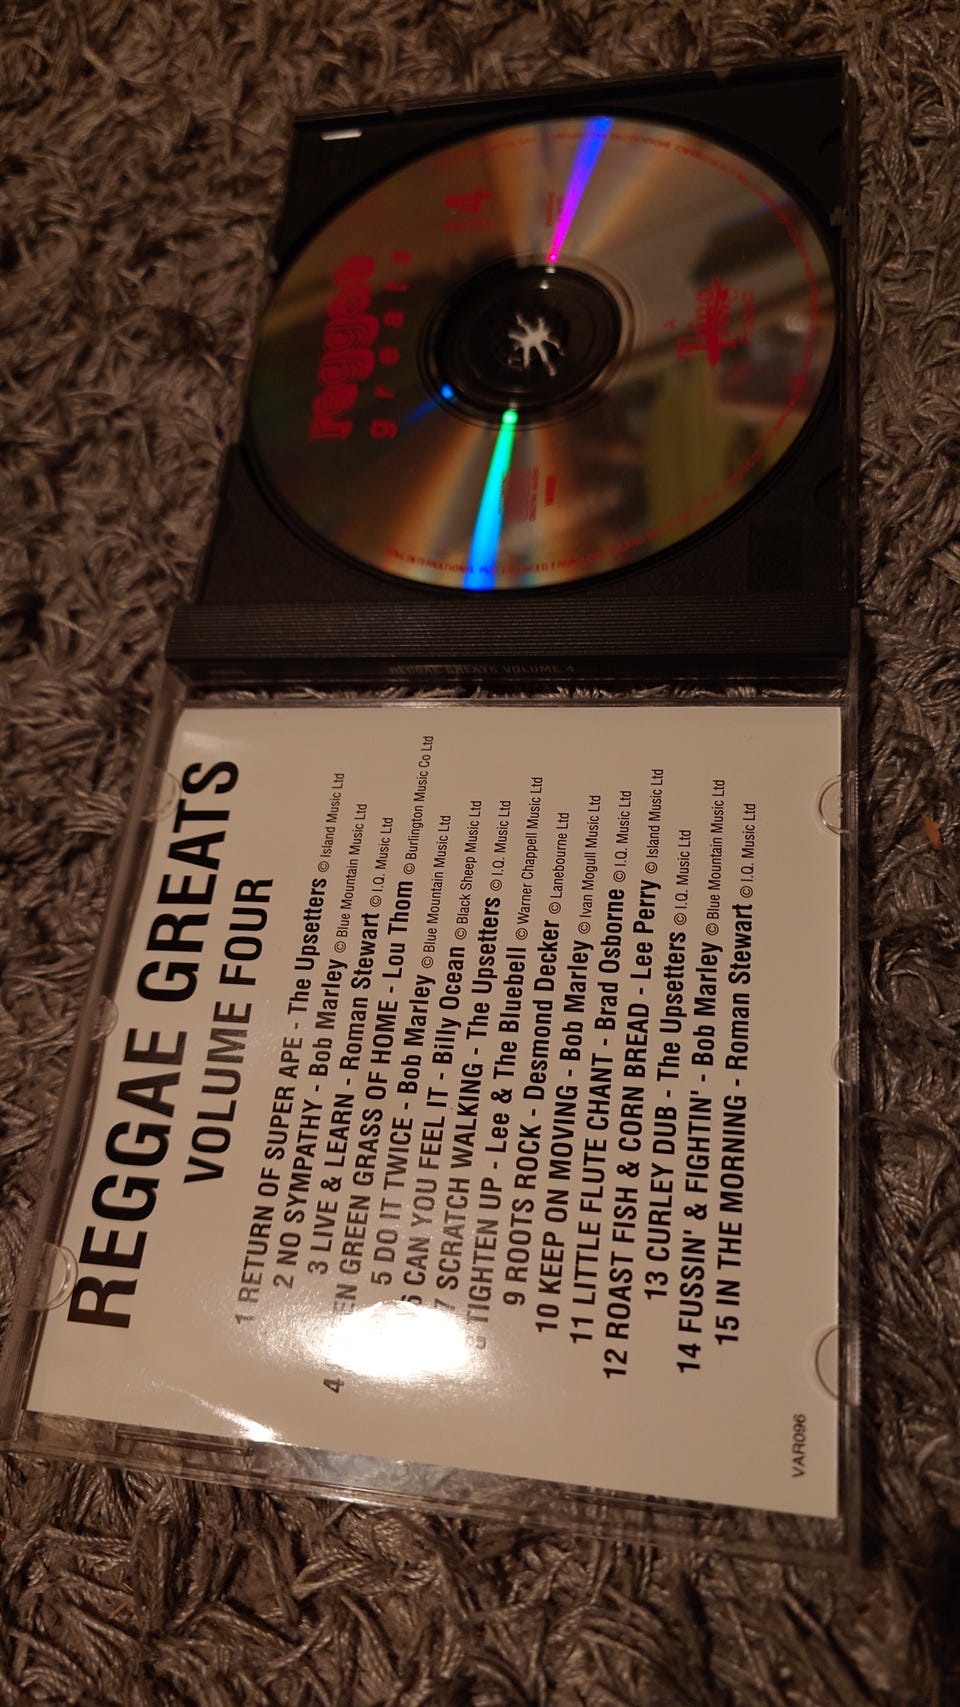 REGGAE GREATS
VOLUME FOUR
1 RETURN OF SUPER APE - The Upsetters © Island Music Ltd
2 NO SYMPATHY - Bob Marley © Blue Mountain Music Ltd
3 LIVE & LEARN - Roman Stewart © I.Q. Music Ltd
4 GREEN GRASS OF HOME - Lou Thom © Burlington Music Co Ltd
5 DO IT TWICE - Bob Marley © Blue Mountain Music Ltd
6 CAN YOU FEEL IT - Billy Ocean © Black Sheep Music Ltd
7 SCRATCH WALKING - The Upsetters © I.Q. Music Ltd
8 TIGHTEN UP - Lee & The Bluebell © Warner Chappell Music Ltd
9 ROOTS ROCK - Desmond Decker © Lanebourne Ltd
10 KEEP ON MOVING - Bob Marley © Ivan Mogull Music Ltd
11 LITTLE FLUTE CHANT - Brad Osborne © I.Q. Music Ltd
12 ROAST FISH & CORN BREAD - Lee Perry © Island Music Ltd
13 CURLEY DUB - The Upsetters © I.Q. Music Ltd
14 FUSSIN' & FIGHTIN' - Bob Marley © Blue Mountain Music Ltd
15 IN THE MORNING - Roman Stewart © I.Q. Music Ltd
VAR096
REGGAE GREATS VOLUME 4
reggae
greats
4